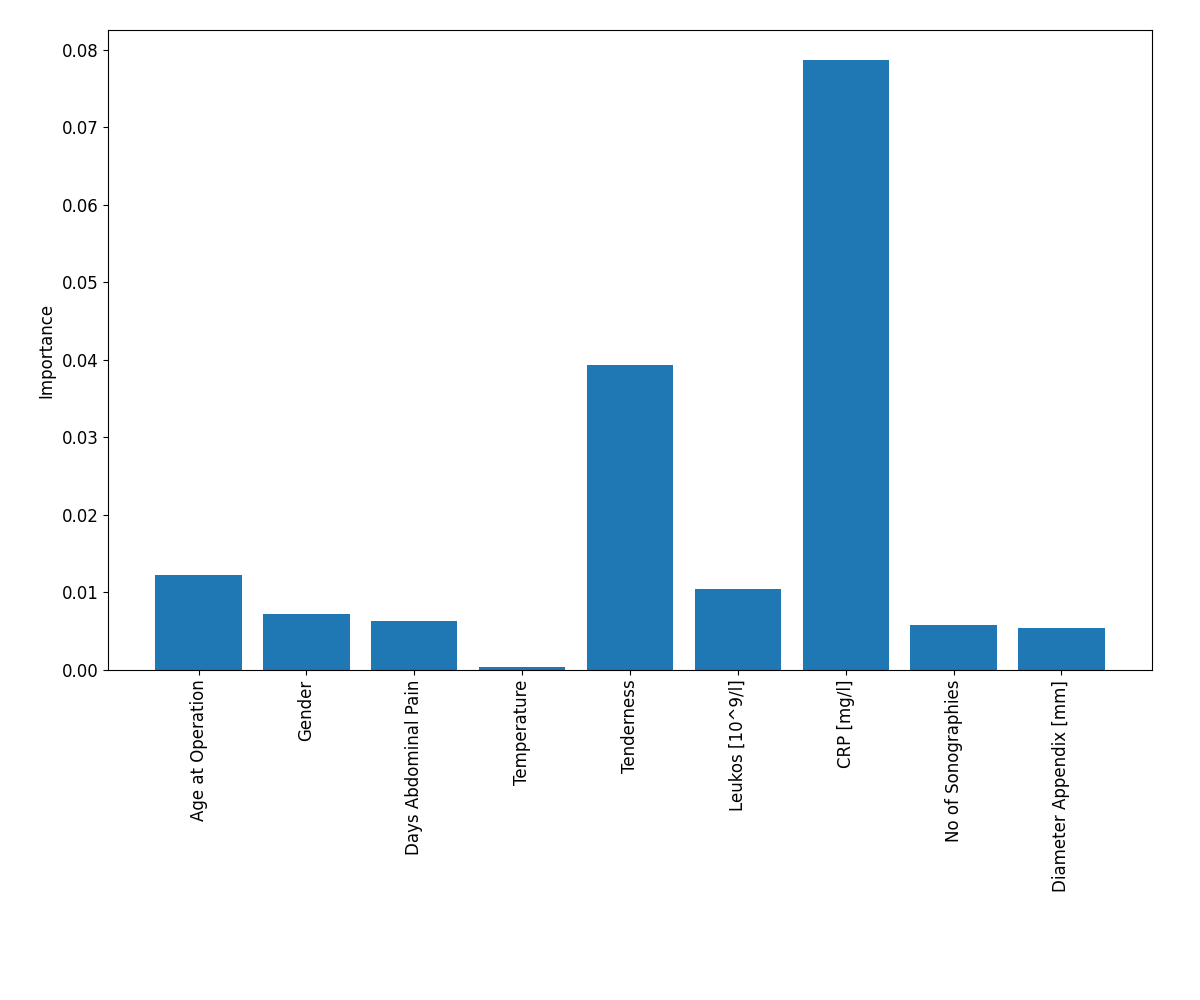 0.08
0.07
0.06
0.05
0.04
0.03
0.02
0.01
0.00
Importance
Age at Operation
Gender
Days Abdominal Pain
Temperature
Tenderness
Leukos [10^9/l]
CRP [mg/l]
No of Sonographies
Diameter Appendix [mm]